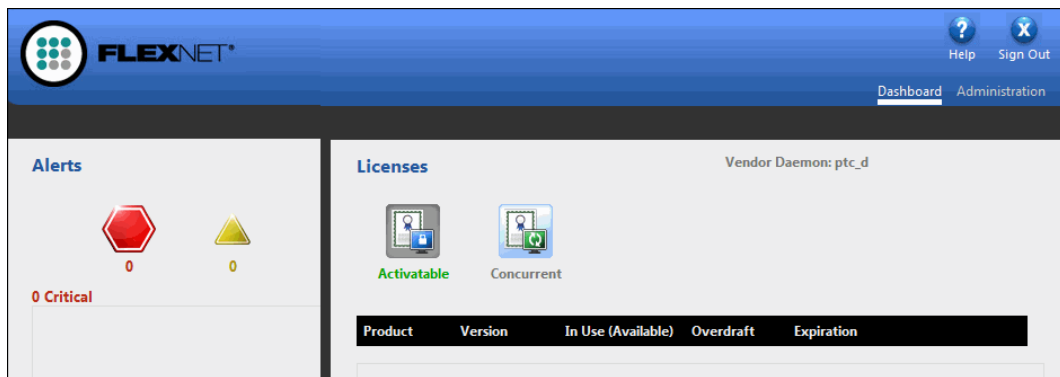 FLEXNET®
Help Sign Out
Dashboard Administration
Alerts
0 0
0 Critical
Licenses Vendor Daemon: ptc_d
Activatable Concurrent
Product Version In Use (Available) Overdraft Expiration